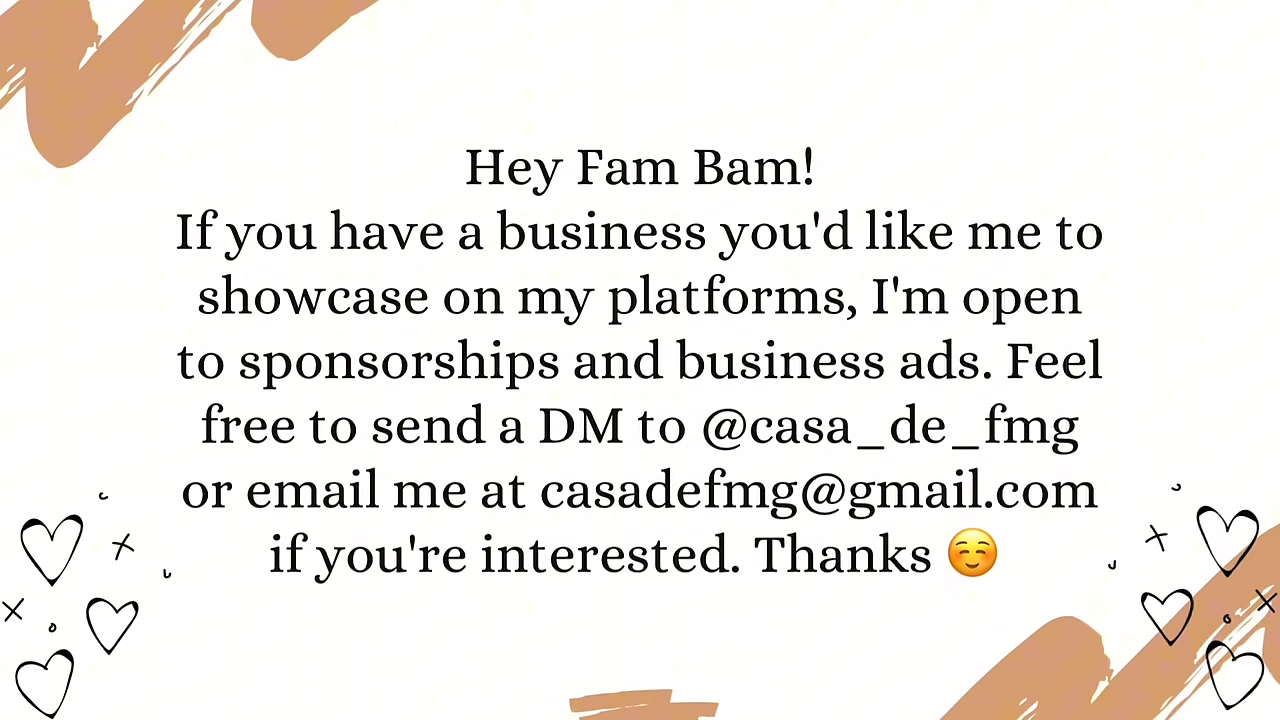 Hey Fam Bam!
If you have a business you'd like me to
showcase on my platforms, I'm open
to sponsorships and business ads. Feel
free to send a DM to @casa_de_fmg
or email me at casadefmg@gmail.com
if you're interested. Thanks ☺️